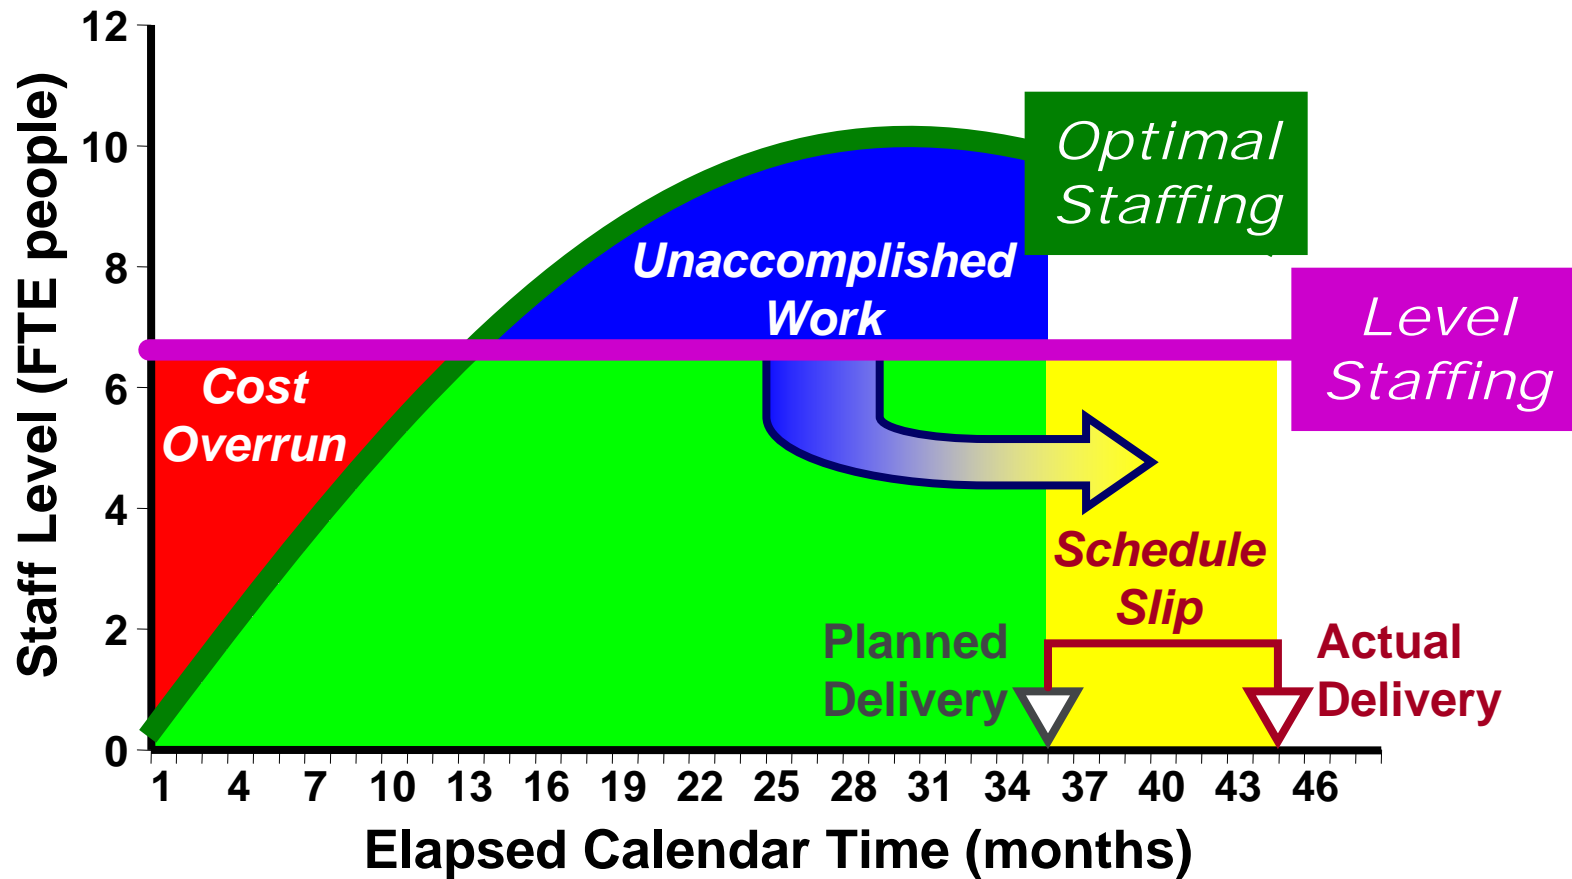 12
10
8
6
4
2
0
Staff Level (FTE people)
Optimal
Staffing
Level
Staffing
Unaccomplished
Work
Cost
Overrun
Schedule
Slip
Planned
Delivery
Actual
Delivery
1 4 7 10 13 16 19 22 25 28 31 34 37 40 43 46
Elapsed Calendar Time (months)